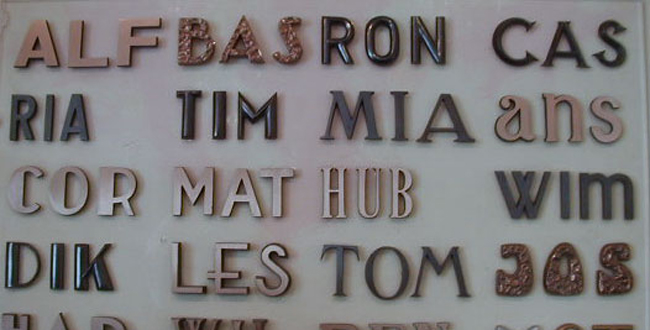 ALF BAS RON CAS
RIA TIM MIA ans
COR MAT HUB wim
DIK LES TOM JOS